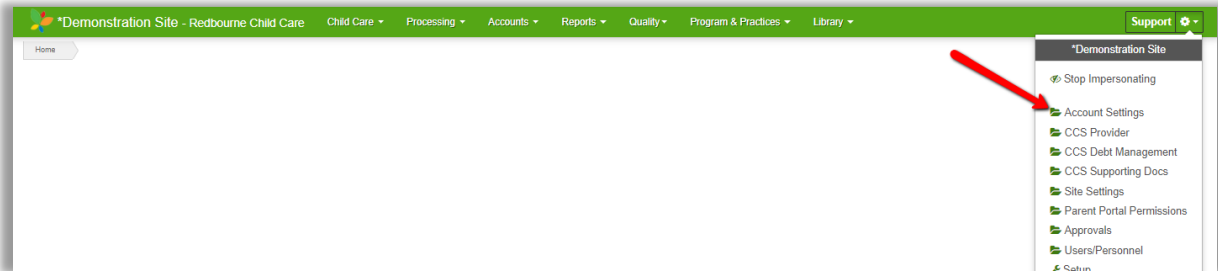 *Demonstration Site - Redbourne Child Care Child Care Processing Accounts Reports Quality Program & Practices Library Support
Home
*Demonstration Site
Stop Impersonating
Account Settings
CCS Provider
CCS Debt Management
CCS Supporting Docs
Site Settings
Parent Portal Permissions
Approvals
Users/Personnel
Setup